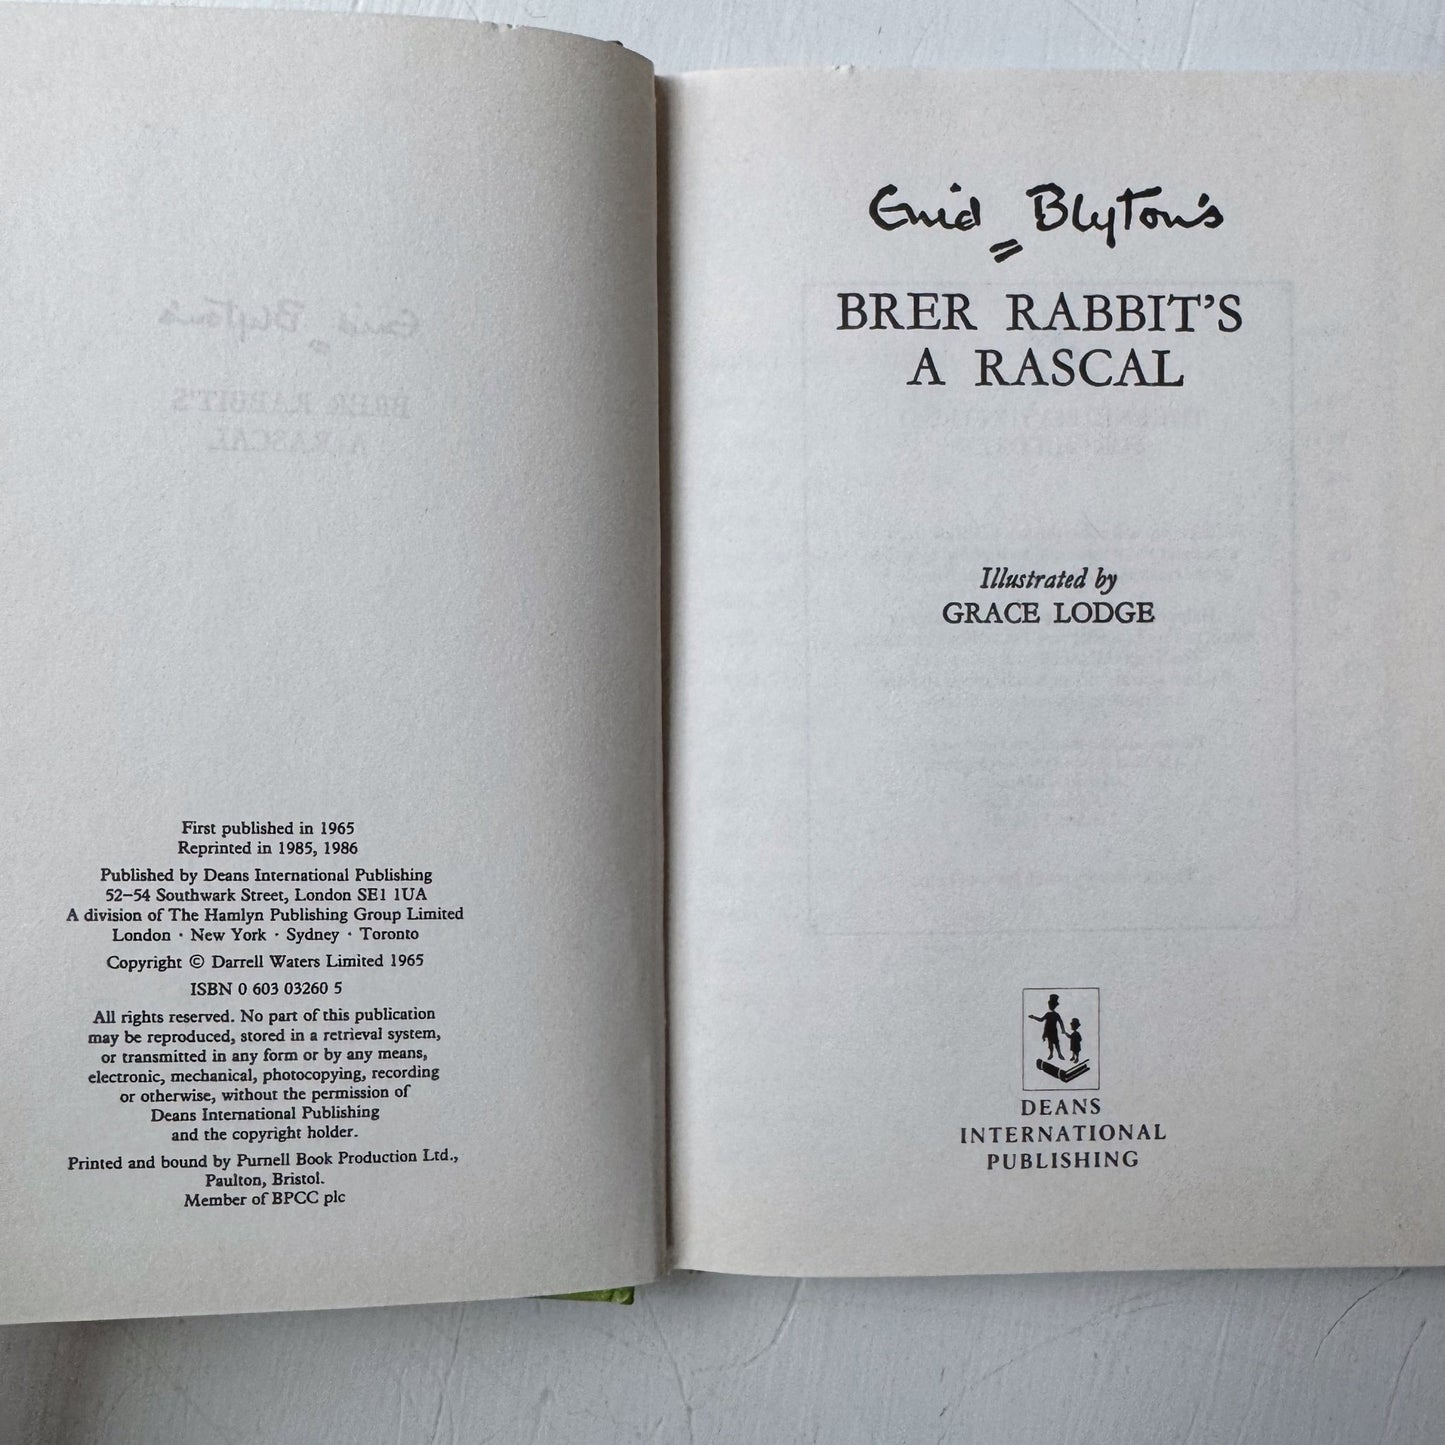 First published in 1965
Reprinted in 1985, 1986
Published by Deans International Publishing
52–54 Southwark Street, London SE1 1UA
A division of The Hamlyn Publishing Group Limited
London · New York · Sydney · Toronto
Copyright © Darrell Waters Limited 1965
ISBN 0 603 03260 5
All rights reserved. No part of this publication
may be reproduced, stored in a retrieval system,
or transmitted in any form or by any means,
electronic, mechanical, photocopying, recording
or otherwise, without the permission of
Deans International Publishing
and the copyright holder.
Printed and bound by Purnell Book Production Ltd.,
Paulton, Bristol.
Member of BPCC plc
Enid Blyton's
BRER RABBIT'S
A RASCAL
Illustrated by
GRACE LODGE
DEANS
INTERNATIONAL
PUBLISHING